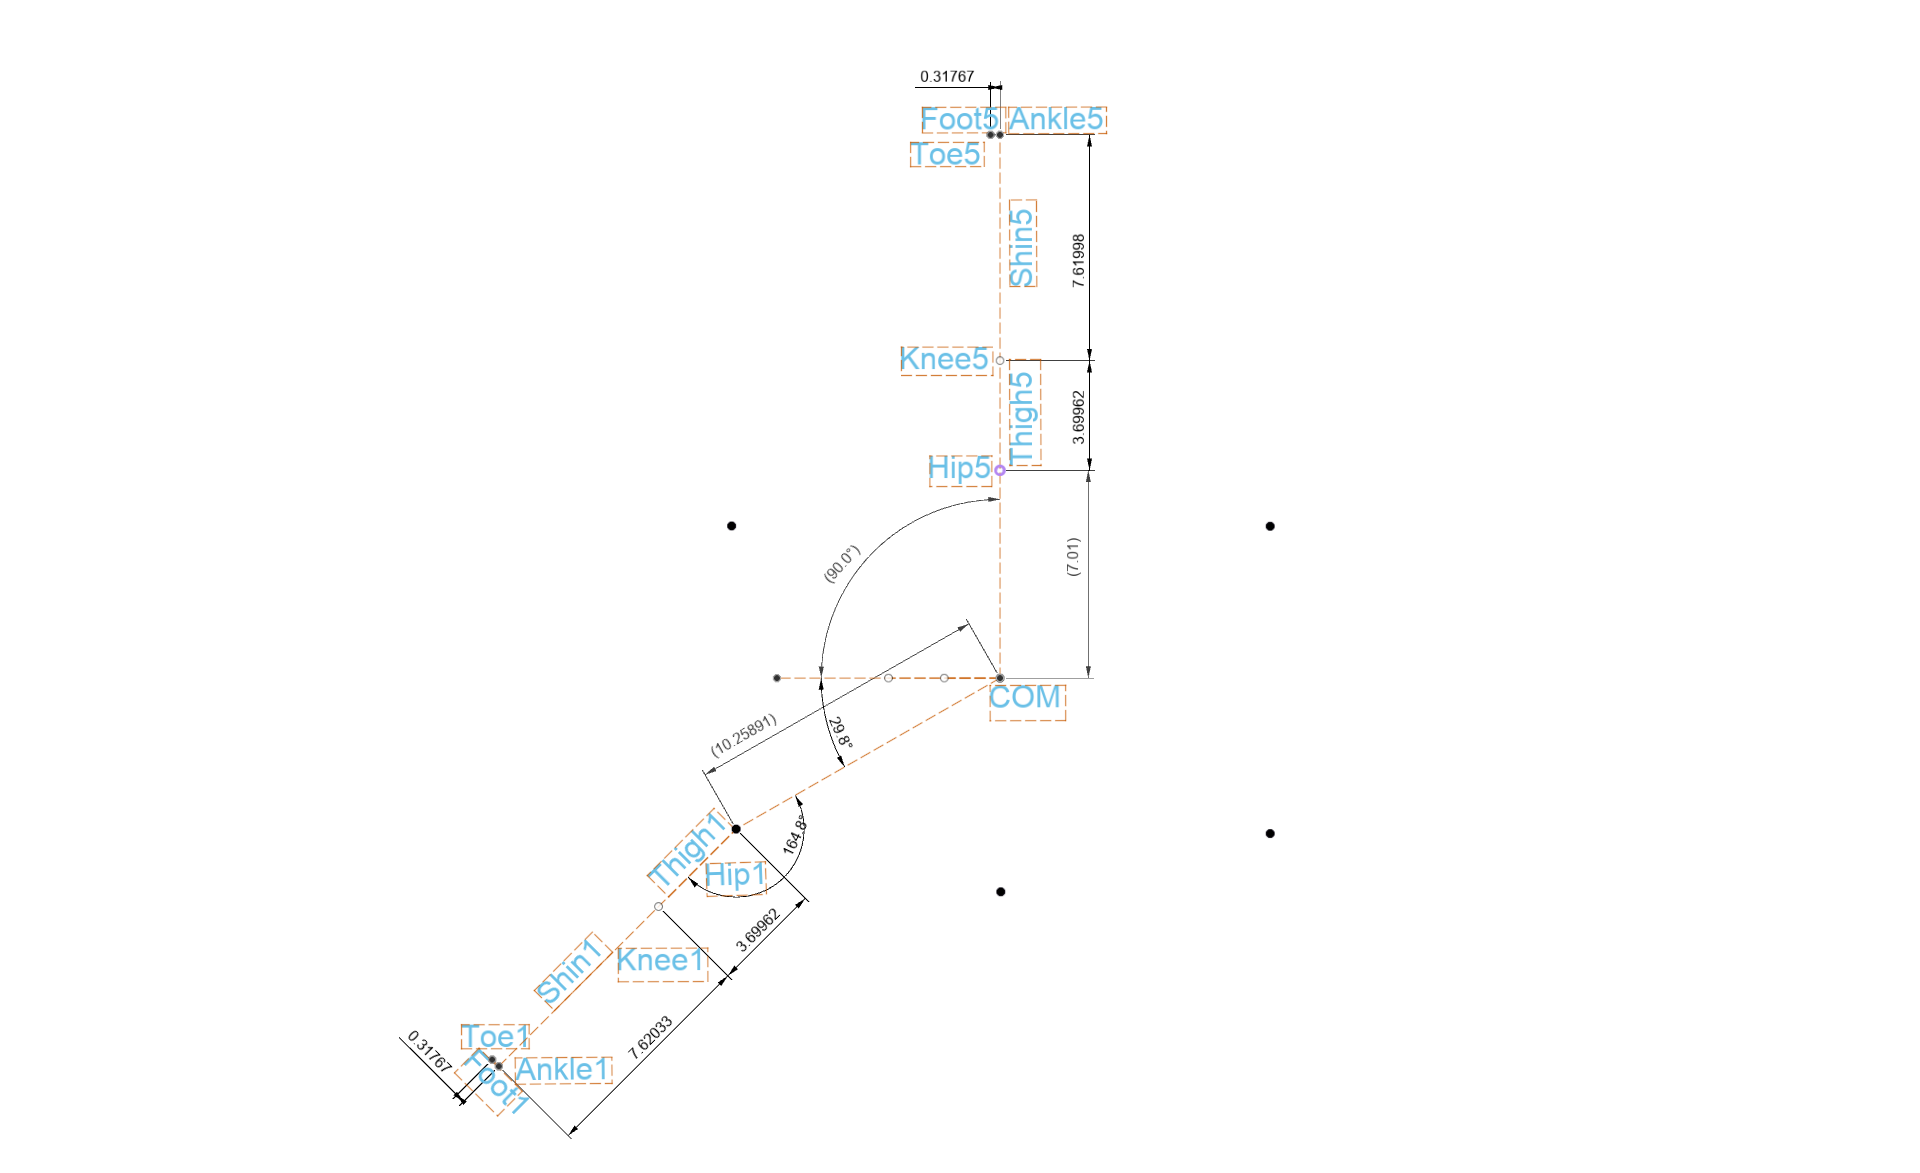 0.31767
Foot5 Ankle5
Toe5
Shin5
7.61998
Knee5
Thigh5
3.69962
Hip5
(90.0°)
(7.01)
COM
(10.25891)
29.8°
Thigh1
164.8°
Hip1
3.69962
Shin1
Knee1
Toe1
0.31767
7.62033
Foot1
Ankle1